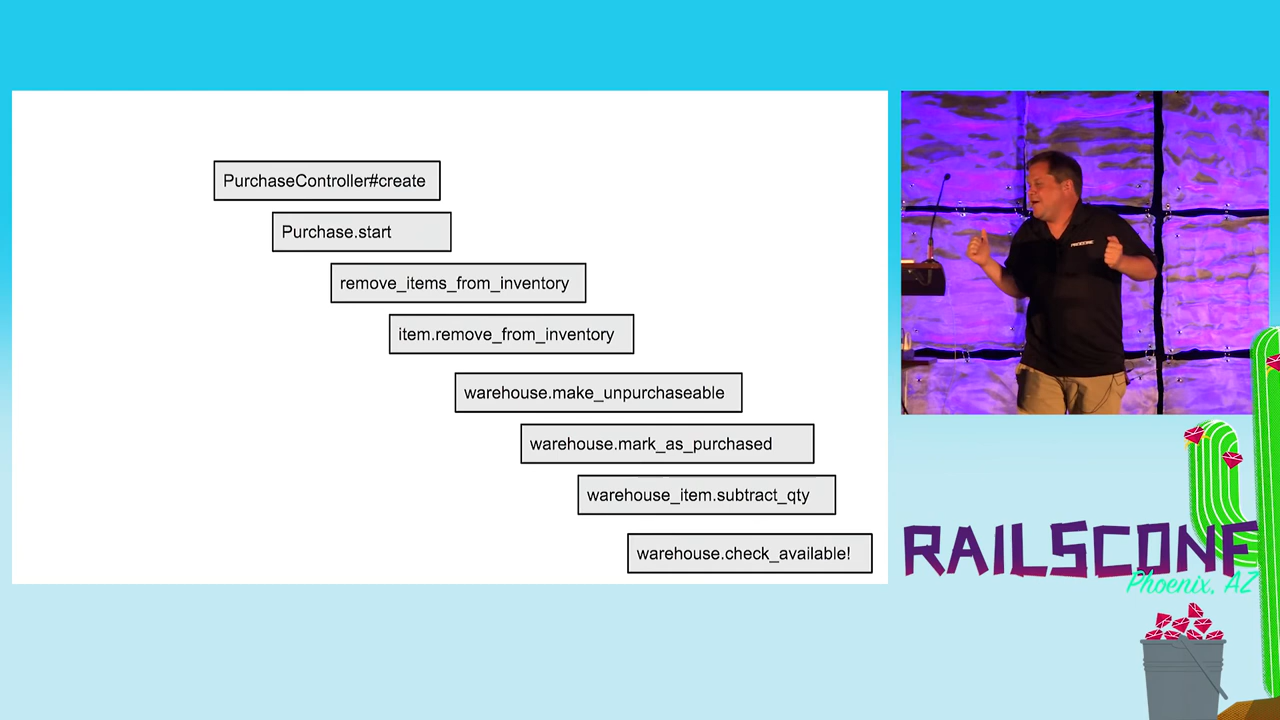 PurchaseController#create
Purchase.start
remove_items_from_inventory
item.remove_from_inventory
warehouse.make_unpurchaseable
warehouse.mark_as_purchased
warehouse_item.subtract_qty
warehouse.check_available!
RAILSCONF
Phoenix, AZ